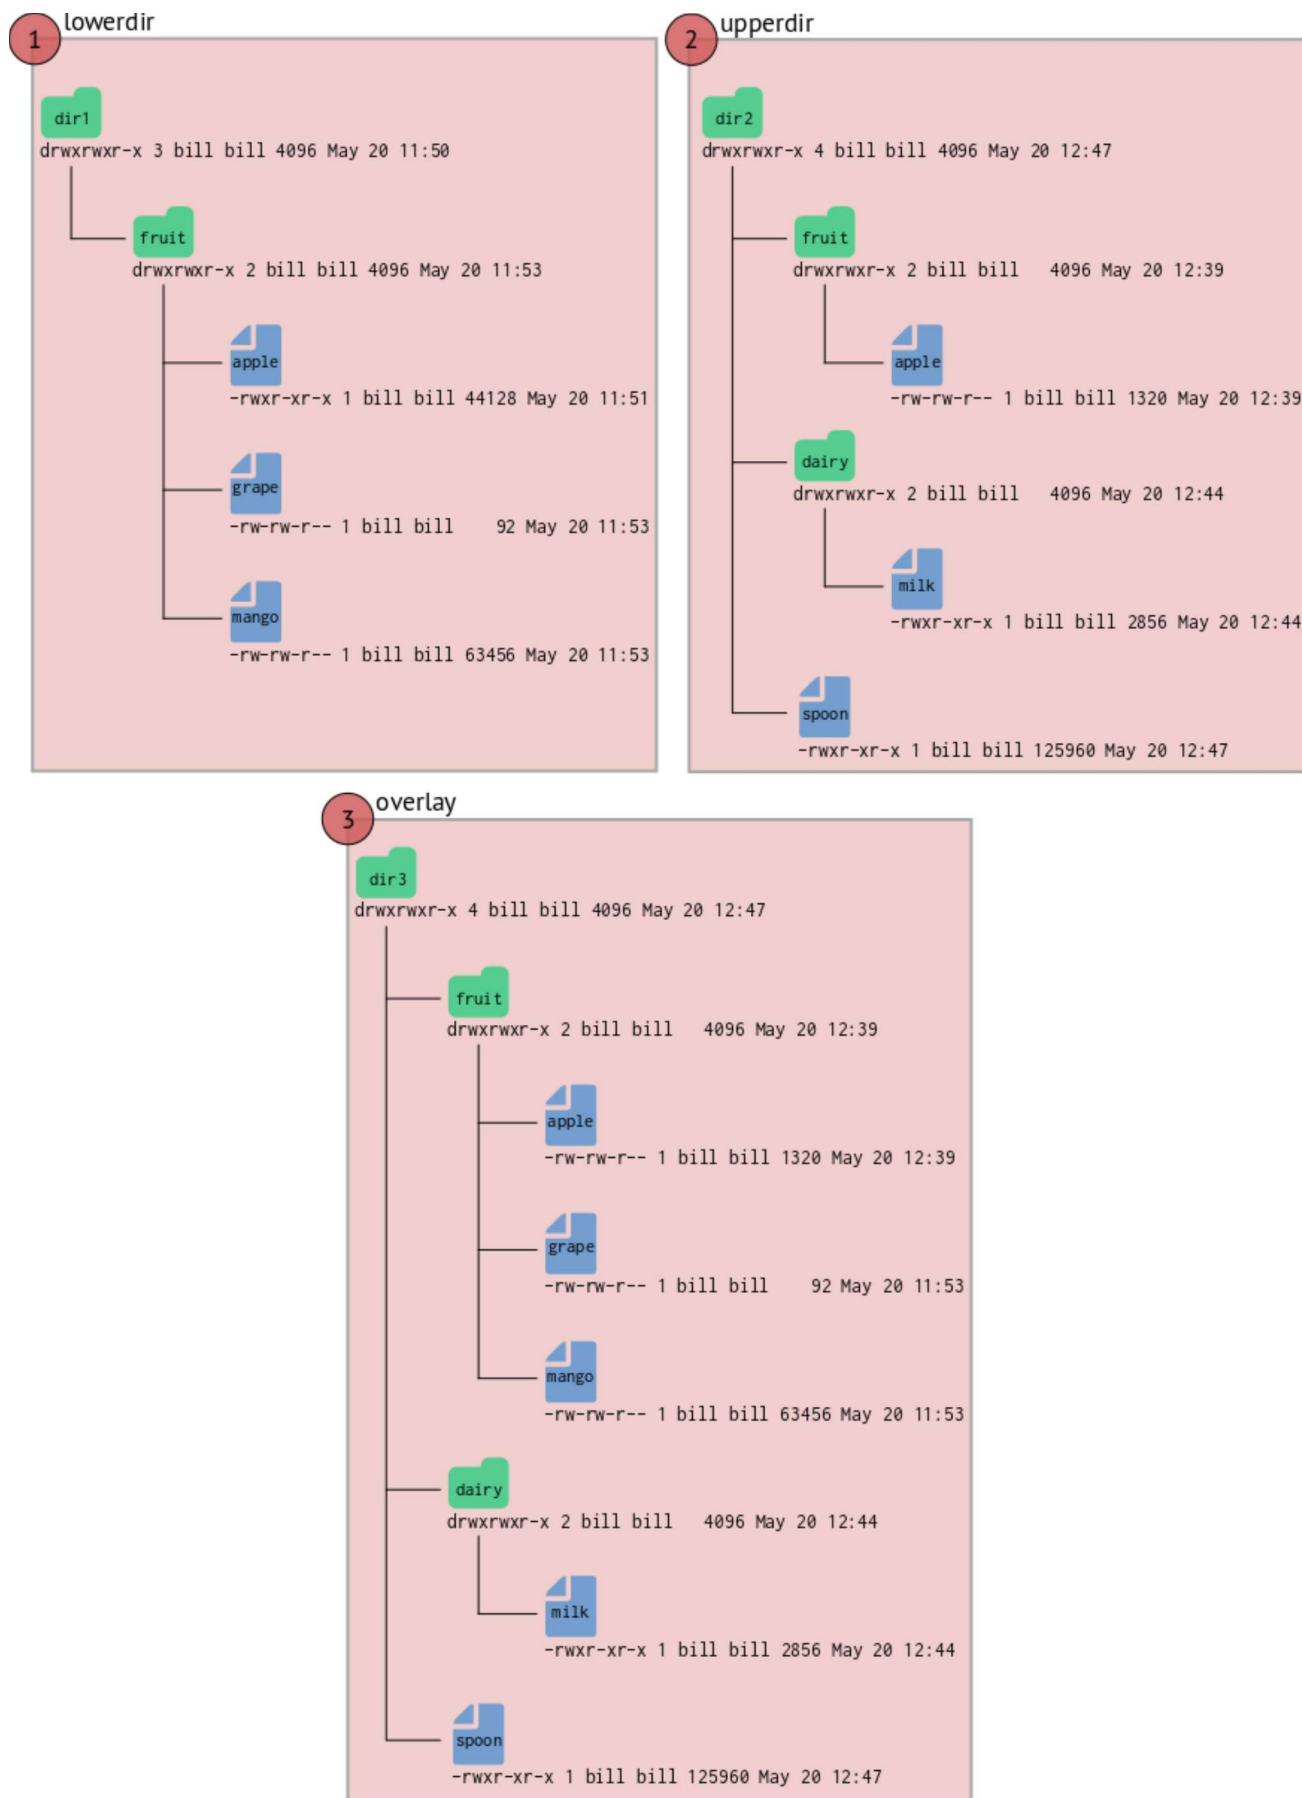 1 lowerdir
dir1
drwxrwxr-x 3 bill bill 4096 May 20 11:50
fruit
drwxrwxr-x 2 bill bill 4096 May 20 11:53
apple
-rwxr-xr-x 1 bill bill 44128 May 20 11:51
grape
-rw-rw-r-- 1 bill bill    92 May 20 11:53
mango
-rw-rw-r-- 1 bill bill 63456 May 20 11:53
2 upperdir
dir2
drwxrwxr-x 4 bill bill 4096 May 20 12:47
fruit
drwxrwxr-x 2 bill bill   4096 May 20 12:39
apple
-rw-rw-r-- 1 bill bill 1320 May 20 12:39
dairy
drwxrwxr-x 2 bill bill   4096 May 20 12:44
milk
-rwxr-xr-x 1 bill bill 2856 May 20 12:44
spoon
-rwxr-xr-x 1 bill bill 125960 May 20 12:47
3 overlay
dir3
drwxrwxr-x 4 bill bill 4096 May 20 12:47
fruit
drwxrwxr-x 2 bill bill   4096 May 20 12:39
apple
-rw-rw-r-- 1 bill bill 1320 May 20 12:39
grape
-rw-rw-r-- 1 bill bill    92 May 20 11:53
mango
-rw-rw-r-- 1 bill bill 63456 May 20 11:53
dairy
drwxrwxr-x 2 bill bill   4096 May 20 12:44
milk
-rwxr-xr-x 1 bill bill 2856 May 20 12:44
spoon
-rwxr-xr-x 1 bill bill 125960 May 20 12:47